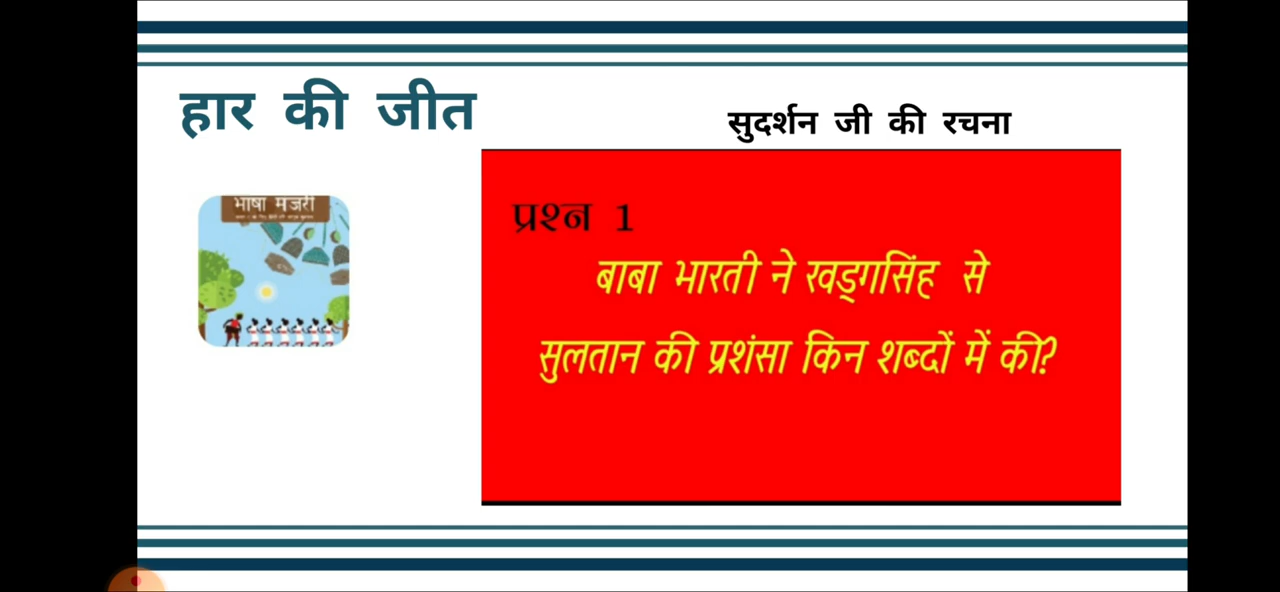 हार की जीत
सुदर्शन जी की रचना
भाषा मंजरी
प्रश्न 1
बाबा भारती ने खड्गसिंह से
सुलतान की प्रशंसा किन शब्दों में की?